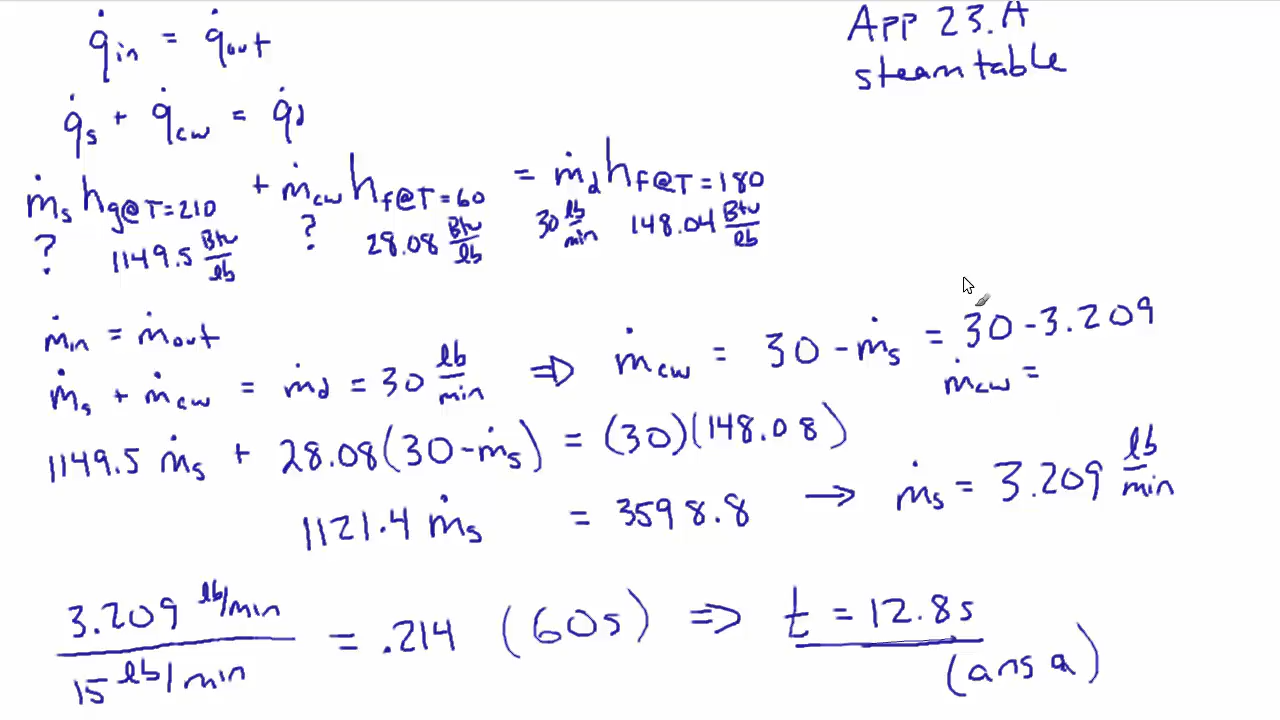 q̇in = q̇out
App 23.A
steam table
q̇s + q̇cw = q̇d
ṁs hg@T=210 + ṁcw hf@T=60 = ṁd hf@T=180
? 1149.5 Btu/lb ? 28.08 Btu/lb 30 lb/min 148.04 Btu/lb
ṁin = ṁout
ṁs + ṁcw = ṁd = 30 lb/min ⇒ ṁcw = 30 - ṁs = 30 - 3.209
ṁcw =
1149.5 ṁs + 28.08(30 - ṁs) = (30)(148.08)
1121.4 ṁs = 3598.8 → ṁs = 3.209 lb/min
3.209 lb/min / 15 lb/min = .214 (60s) ⇒ t = 12.8s
(ans a)